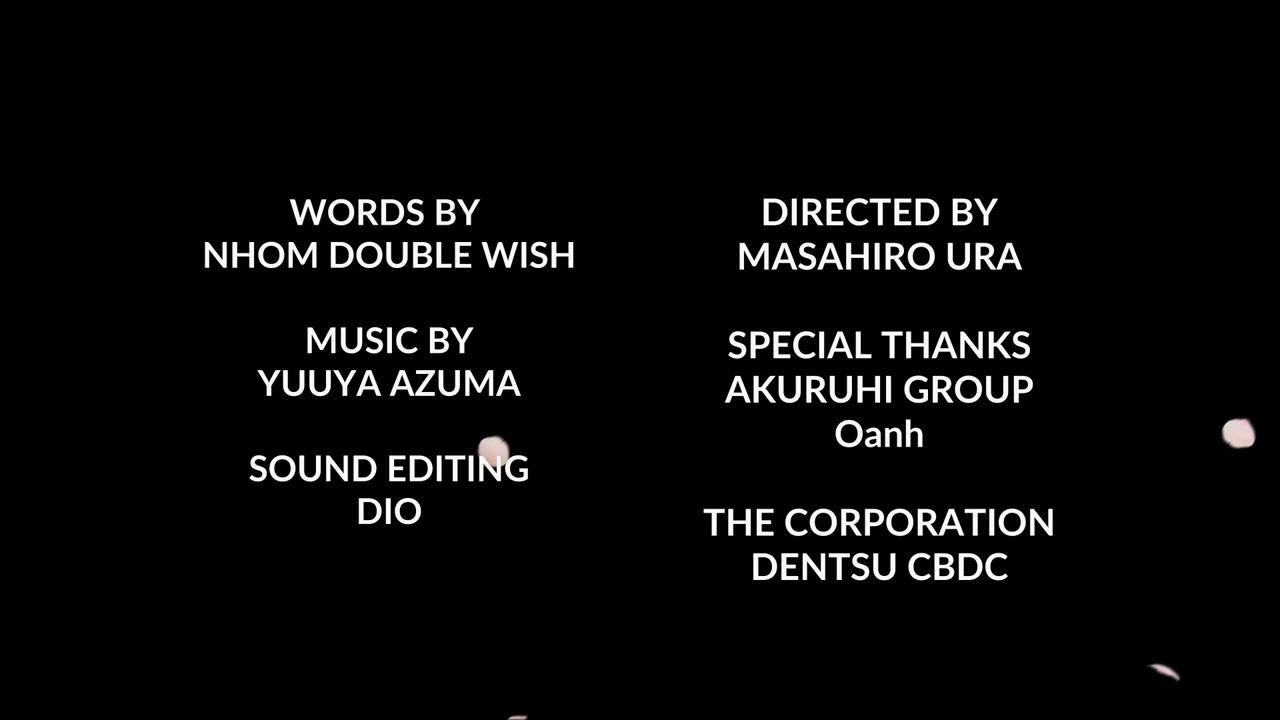 WORDS BY
NHOM DOUBLE WISH
MUSIC BY
YUUYA AZUMA
SOUND EDITING
DIO
DIRECTED BY
MASAHIRO URA
SPECIAL THANKS
AKURUHI GROUP
Oanh
THE CORPORATION
DENTSU CBDC